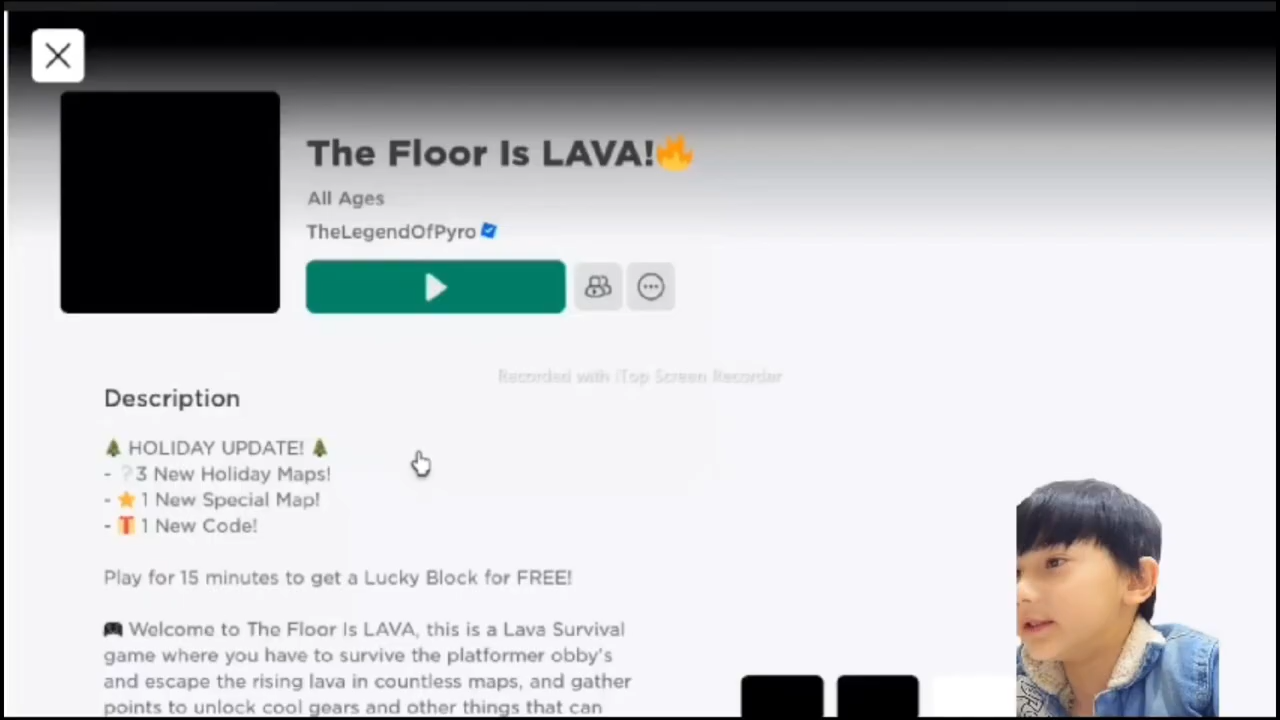 The Floor Is LAVA!🔥
All Ages
TheLegendOfPyro
Recorded with iTop Screen Recorder
Description
🌲 HOLIDAY UPDATE! 🌲
- ❔3 New Holiday Maps!
- ⭐ 1 New Special Map!
- 🎁 1 New Code!
Play for 15 minutes to get a Lucky Block for FREE!
🎮 Welcome to The Floor Is LAVA, this is a Lava Survival
game where you have to survive the platformer obby's
and escape the rising lava in countless maps, and gather
points to unlock cool gears and other things that can